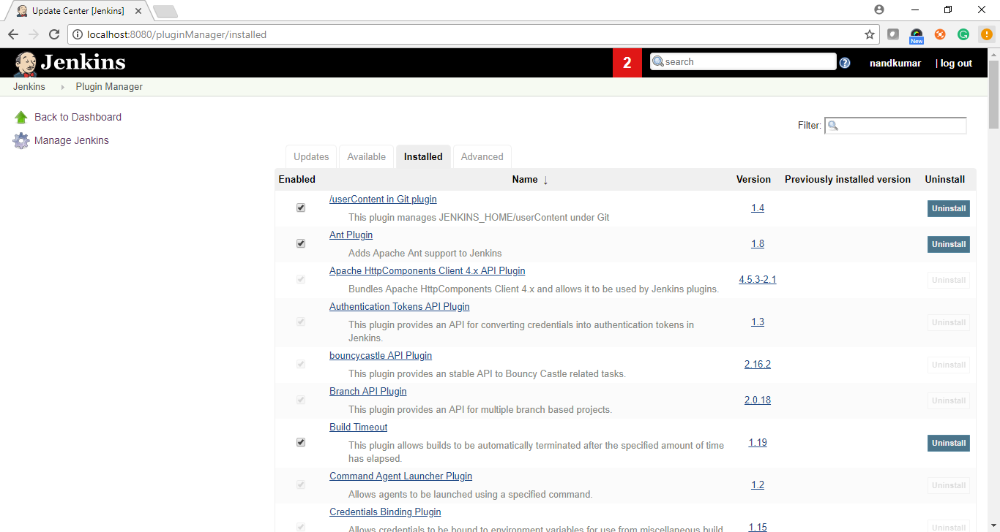 Update Center [Jenkins]
localhost:8080/pluginManager/installed
New
Jenkins
2
search
nandkumar
| log out
Jenkins
Plugin Manager
Back to Dashboard
Manage Jenkins
Filter:
Updates
Available
Installed
Advanced
Enabled
Name ↓
Version
Previously installed version
Uninstall
/userContent in Git plugin
This plugin manages JENKINS_HOME/userContent under Git
1.4
Uninstall
Ant Plugin
Adds Apache Ant support to Jenkins
1.8
Uninstall
Apache HttpComponents Client 4.x API Plugin
Bundles Apache HttpComponents Client 4.x and allows it to be used by Jenkins plugins.
4.5.3-2.1
Uninstall
Authentication Tokens API Plugin
This plugin provides an API for converting credentials into authentication tokens in
Jenkins.
1.3
Uninstall
bouncycastle API Plugin
This plugin provides an stable API to Bouncy Castle related tasks.
2.16.2
Uninstall
Branch API Plugin
This plugin provides an API for multiple branch based projects.
2.0.18
Uninstall
Build Timeout
This plugin allows builds to be automatically terminated after the specified amount of time
has elapsed.
1.19
Uninstall
Command Agent Launcher Plugin
Allows agents to be launched using a specified command.
1.2
Uninstall
Credentials Binding Plugin
Allows credentials to be bound to environment variables for use from miscellaneous build
1.15
Uninstall